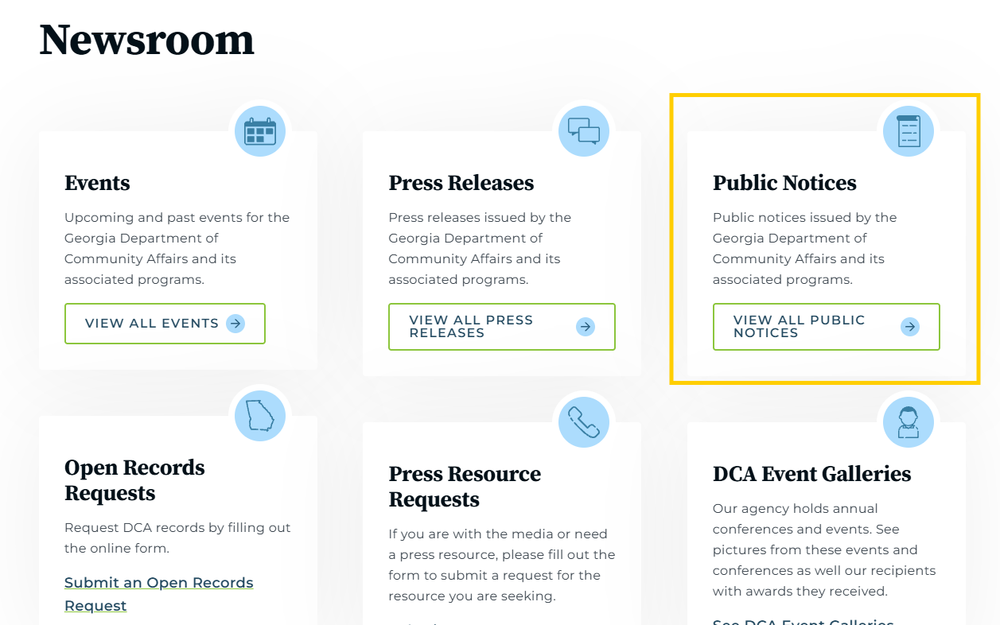 Newsroom
Events
Upcoming and past events for the
Georgia Department of
Community Affairs and its
associated programs.
VIEW ALL EVENTS
Press Releases
Press releases issued by the
Georgia Department of
Community Affairs and its
associated programs.
VIEW ALL PRESS
RELEASES
Public Notices
Public notices issued by the
Georgia Department of
Community Affairs and its
associated programs.
VIEW ALL PUBLIC
NOTICES
Open Records
Requests
Request DCA records by filling out
the online form.
Submit an Open Records
Request
Press Resource
Requests
If you are with the media or need
a press resource, please fill out the
form to submit a request for the
resource you are seeking.
DCA Event Galleries
Our agency holds annual
conferences and events. See
pictures from these events and
conferences as well our recipients
with awards they received.
See DCA Event Galleries